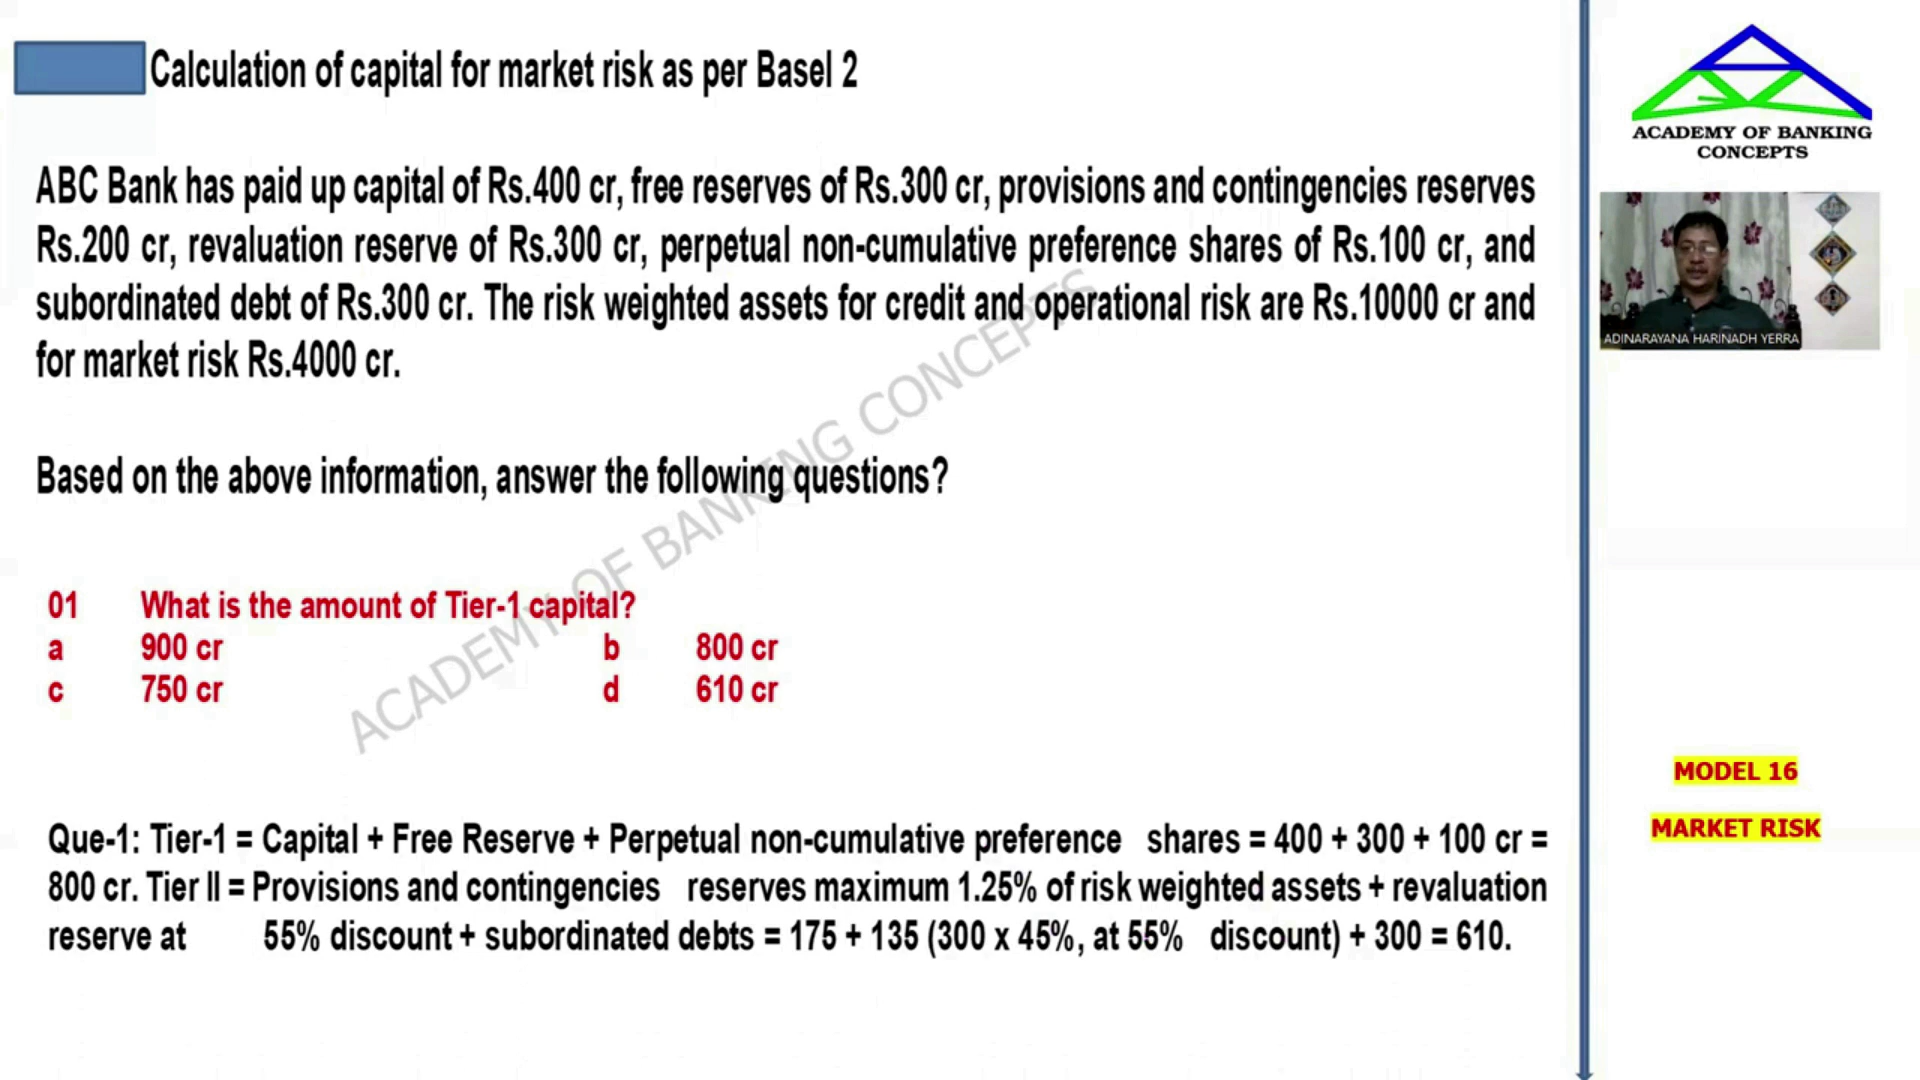 Calculation of capital for market risk as per Basel 2
ABC Bank has paid up capital of Rs.400 cr, free reserves of Rs.300 cr, provisions and contingencies reserves
Rs.200 cr, revaluation reserve of Rs.300 cr, perpetual non-cumulative preference shares of Rs.100 cr, and
subordinated debt of Rs.300 cr. The risk weighted assets for credit and operational risk are Rs.10000 cr and
for market risk Rs.4000 cr.
Based on the above information, answer the following questions?
01 What is the amount of Tier-1 capital?
a 900 cr b 800 cr
c 750 cr d 610 cr
Que-1: Tier-1 = Capital + Free Reserve + Perpetual non-cumulative preference shares = 400 + 300 + 100 cr =
800 cr. Tier II = Provisions and contingencies reserves maximum 1.25% of risk weighted assets + revaluation
reserve at 55% discount + subordinated debts = 175 + 135 (300 x 45%, at 55% discount) + 300 = 610.
ACADEMY OF BANKING CONCEPTS
ACADEMY OF BANKING
CONCEPTS
ADINARAYANA HARINADH YERRA
MODEL 16
MARKET RISK